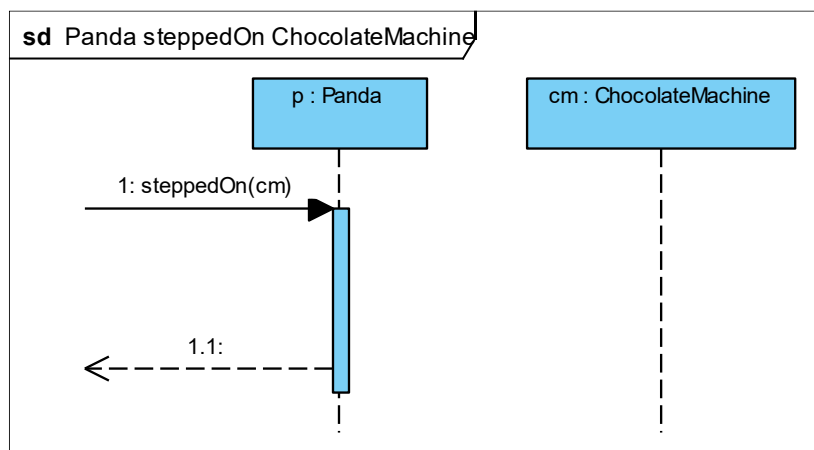 sd Panda steppedOn ChocolateMachine
p : Panda
cm : ChocolateMachine
1: steppedOn(cm)
1.1: